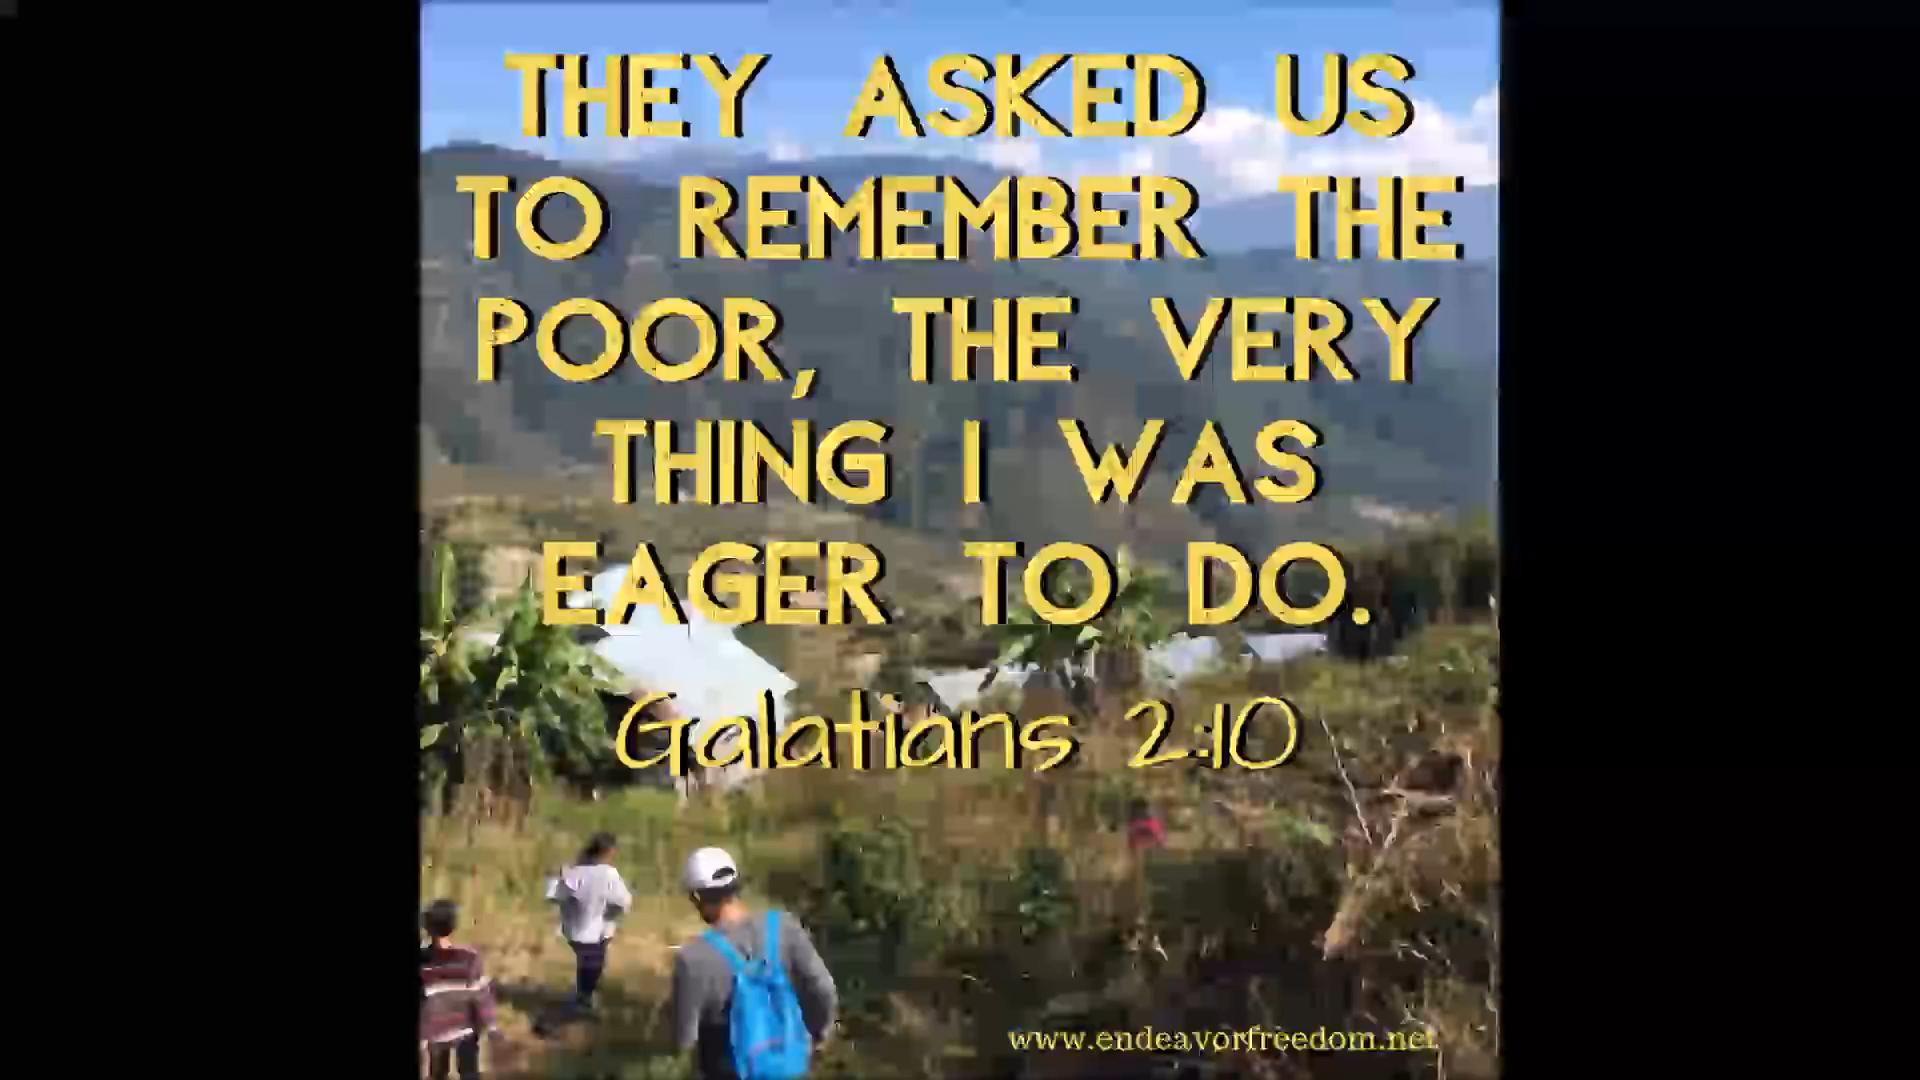 THEY ASKED US
TO REMEMBER THE
POOR, THE VERY
THING I WAS
EAGER TO DO.
Galatians 2:10
www.endeavorfreedom.net